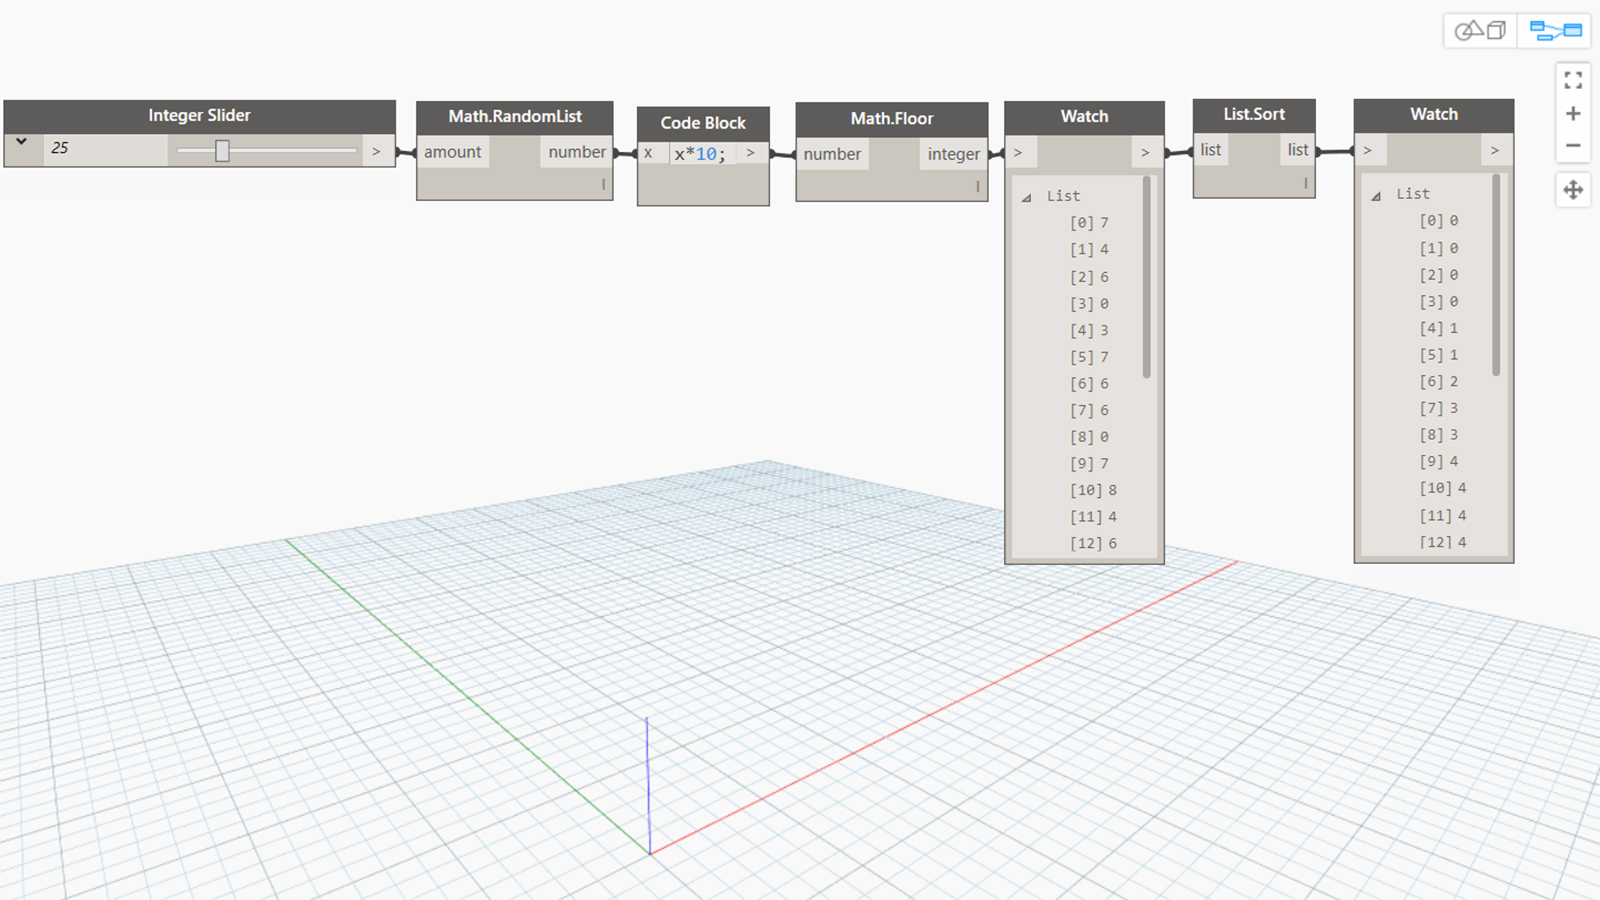 Integer Slider
25
>
Math.RandomList
amount
number
l
Code Block
x
x*10;
>
Math.Floor
number
integer
l
Watch
>
>
List
[0] 7
[1] 4
[2] 6
[3] 0
[4] 3
[5] 7
[6] 6
[7] 6
[8] 0
[9] 7
[10] 8
[11] 4
[12] 6
List.Sort
list
list
l
Watch
>
>
List
[0] 0
[1] 0
[2] 0
[3] 0
[4] 1
[5] 1
[6] 2
[7] 3
[8] 3
[9] 4
[10] 4
[11] 4
[12] 4